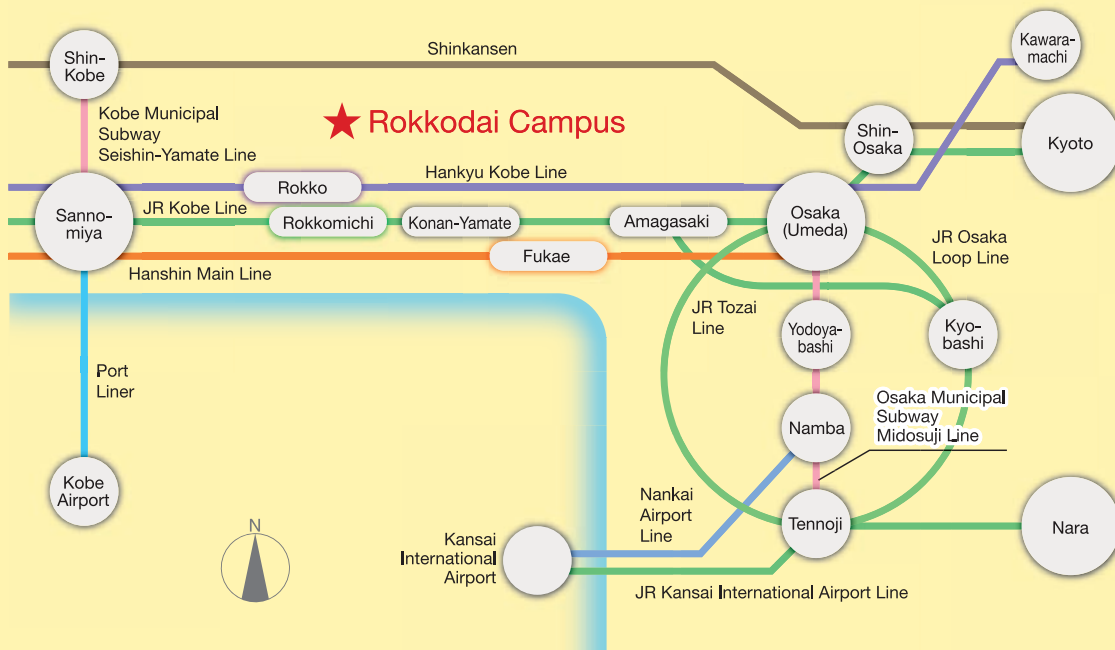 Shinkansen
Kawara-
machi
Shin-
Kobe
Kobe Municipal
Subway
Seishin-Yamate Line
Rokkodai Campus
Shin-
Osaka
Kyoto
Hankyu Kobe Line
Rokko
Sanno-
miya
JR Kobe Line
Rokkomichi
Konan-Yamate
Amagasaki
Osaka
(Umeda)
JR Osaka
Loop Line
Fukae
Hanshin Main Line
JR Tozai
Line
Yodoya-
bashi
Kyo-
bashi
Port
Liner
Osaka Municipal
Subway
Midosuji Line
Namba
Kobe
Airport
Nankai
Airport
Line
Tennoji
Nara
N
Kansai
International
Airport
JR Kansai International Airport Line